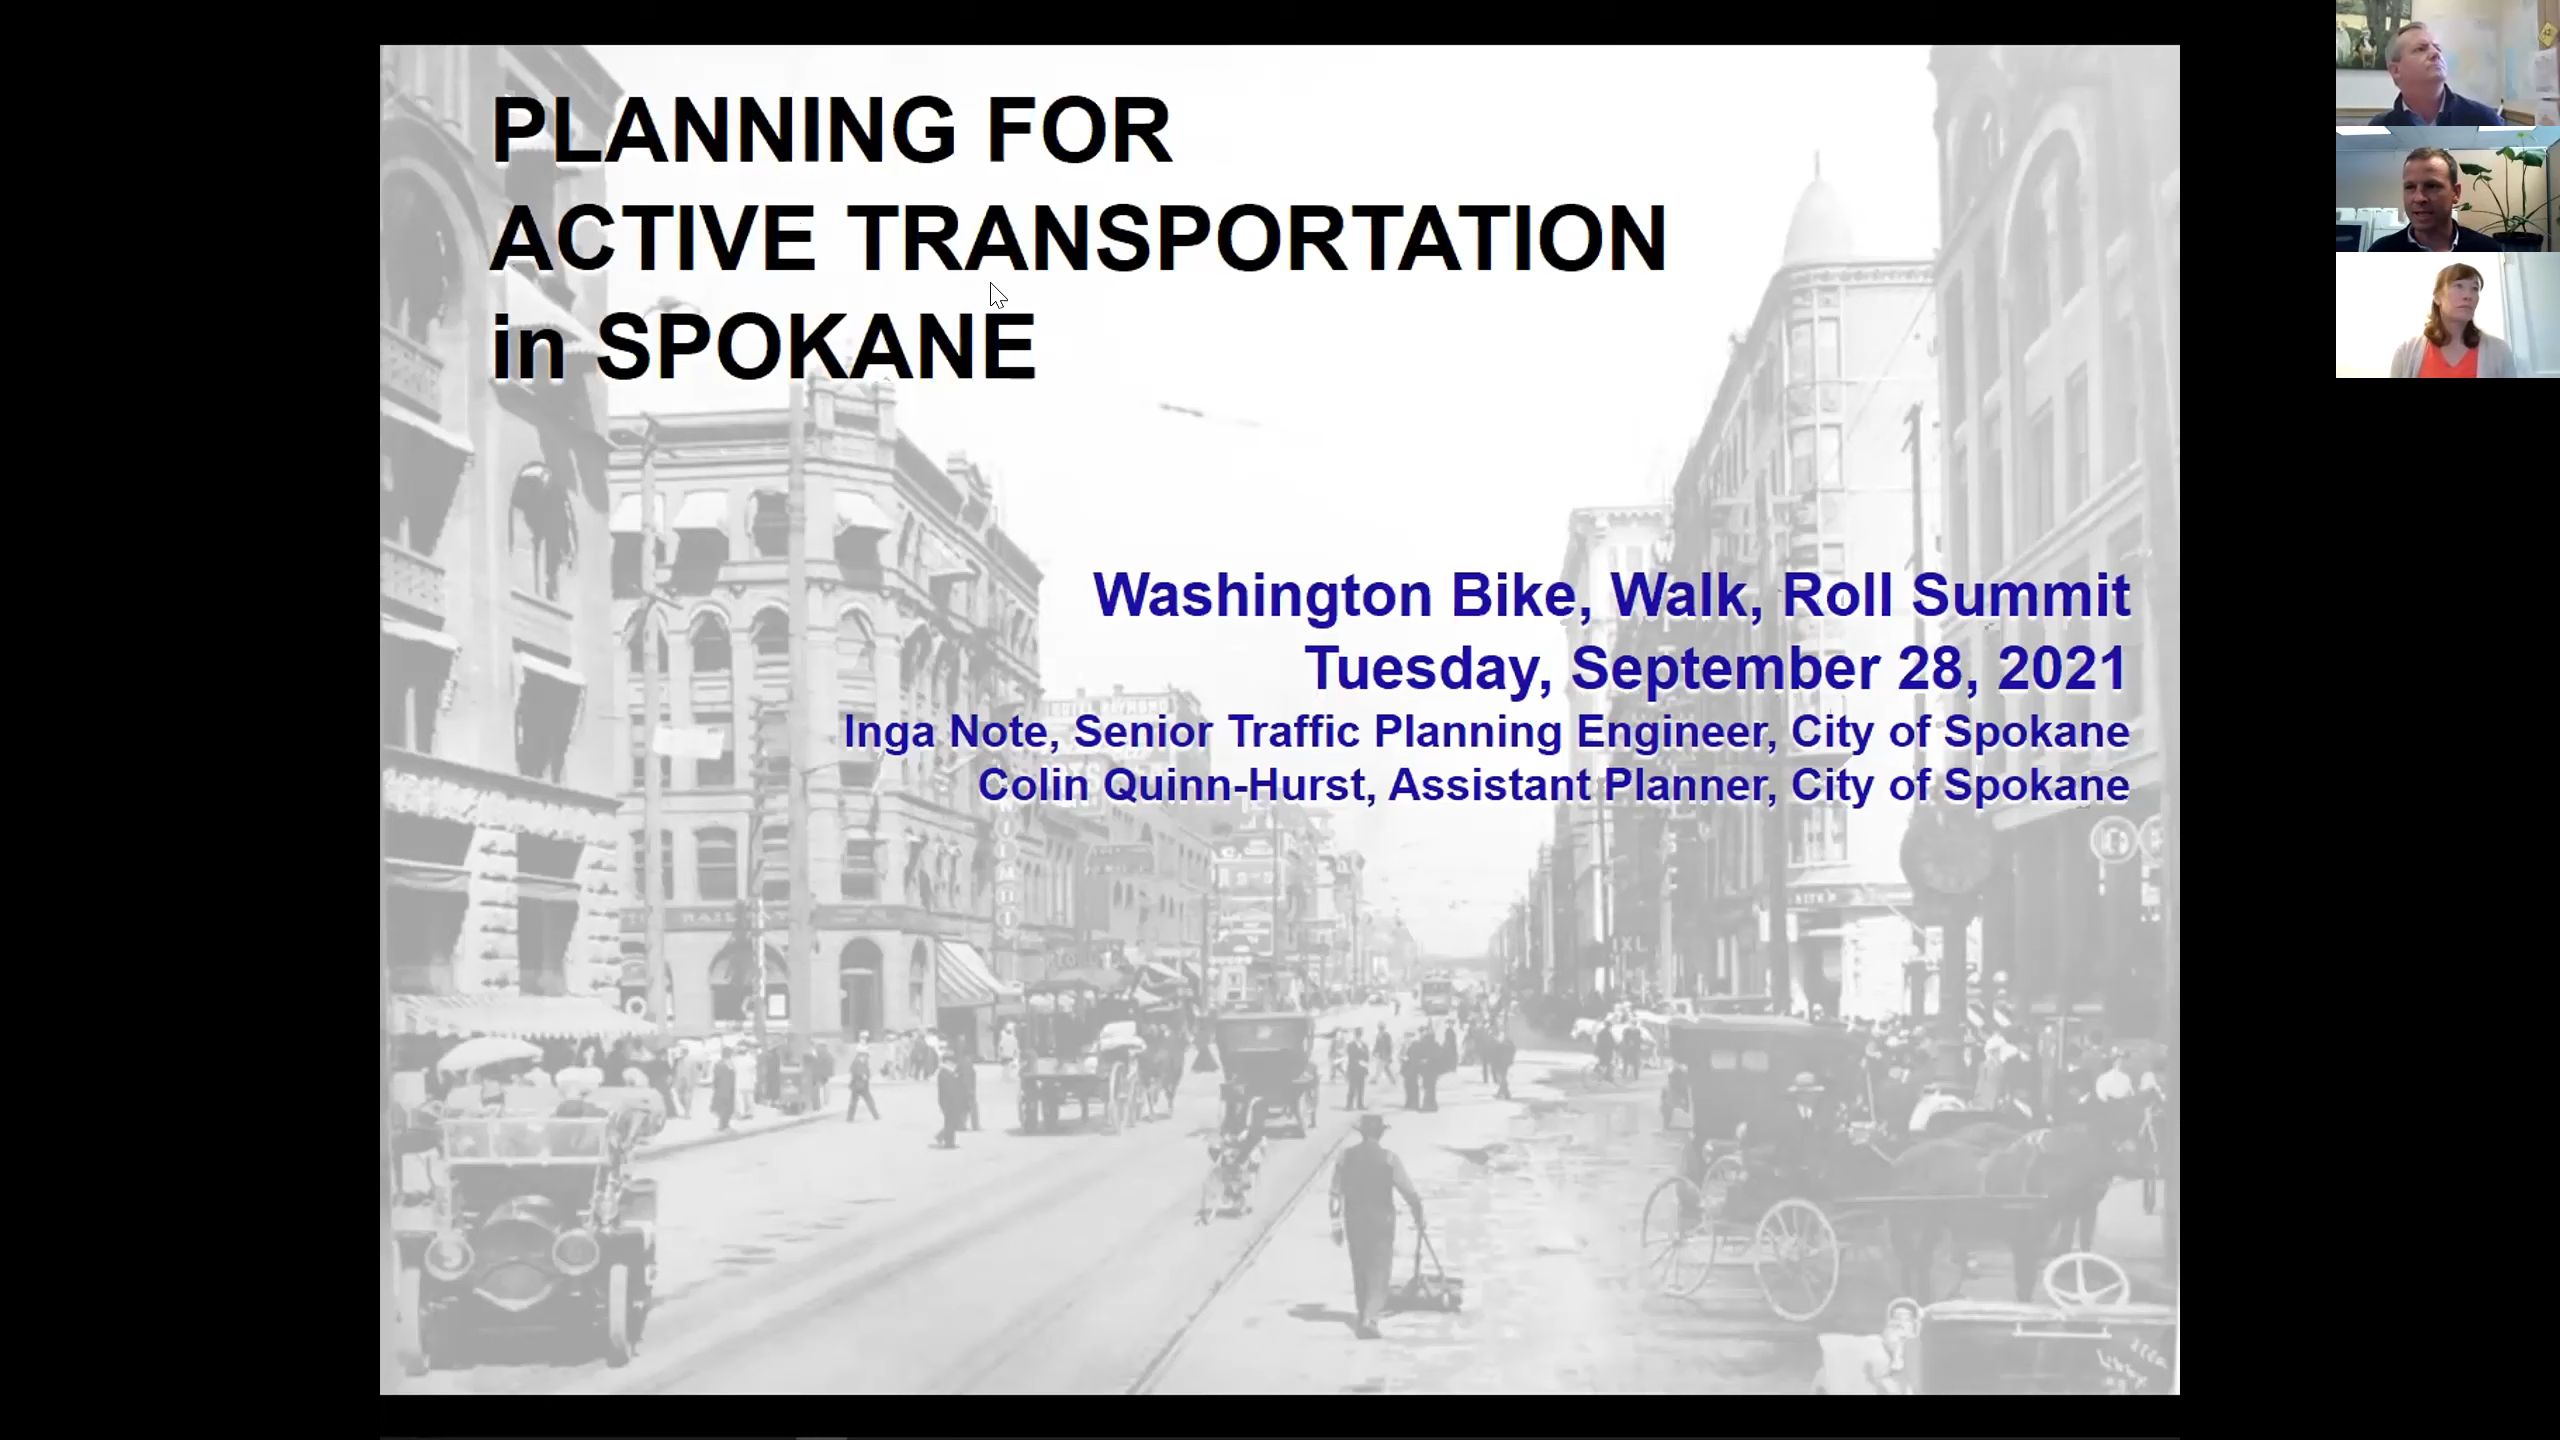 PLANNING FOR
ACTIVE TRANSPORTATION
in SPOKANE
Washington Bike, Walk, Roll Summit
Tuesday, September 28, 2021
Inga Note, Senior Traffic Planning Engineer, City of Spokane
Colin Quinn-Hurst, Assistant Planner, City of Spokane
IXL